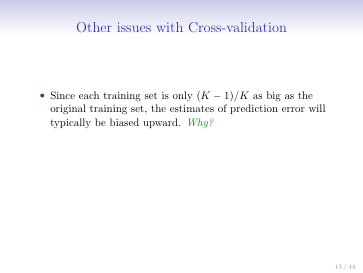 Other issues with Cross-validation
• Since each training set is only (K − 1)/K as big as the
original training set, the estimates of prediction error will
typically be biased upward. Why?
15 / 44